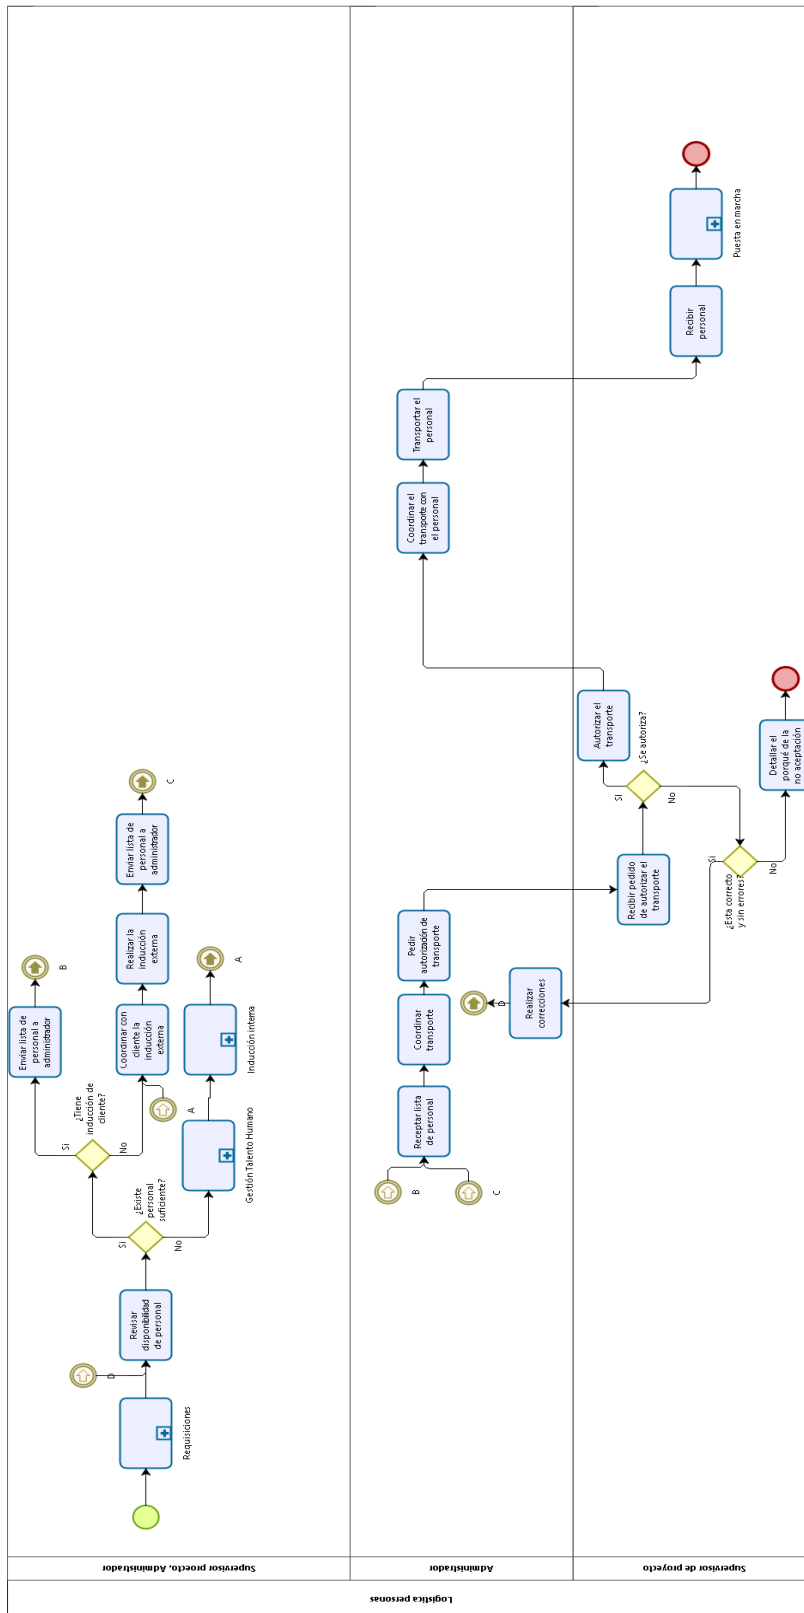 Logística personas
Supervisor proecto, Administrador
Requisiciones
D
Revisar
disponibilidad
de personal
¿Existe
personal
suficiente?
Si
No
¿Tiene
inducción de
cliente?
Si
No
Enviar lista de
personal a
administrador
B
Coordinar con
cliente la
inducción
externa
A
Realizar la
inducción
externa
Enviar lista de
personal a
administrador
C
Gestión Talento Humano
Inducción interna
A
Administrador
B
C
Receptar lista
de personal
Coordinar
transporte
Pedir
autorización de
transporte
Realizar
correcciones
D
Coordinar el
transporte con
el personal
Transportar el
personal
Supervisor de proyecto
Recibir pedido
de autorizar el
transporte
¿Se autoriza?
SI
No
Autorizar el
transporte
¿Esta correcto
y sin errores?
Si
No
Detallar el
porqué de la
no aceptación
Recibir
personal
Puesta en marcha